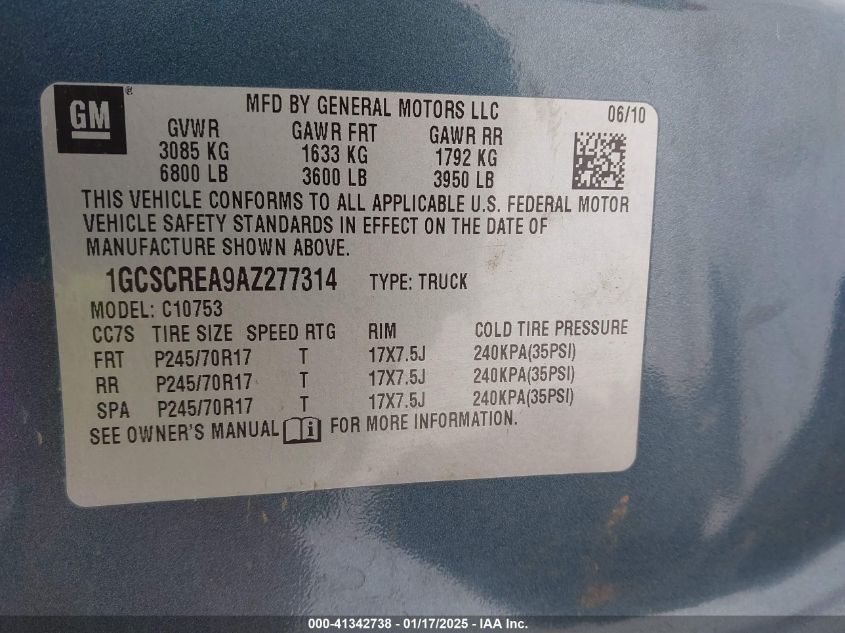 GM®
MFD BY GENERAL MOTORS LLC 06/10
GVWR GAWR FRT GAWR RR
3085 KG 1633 KG 1792 KG
6800 LB 3600 LB 3950 LB
THIS VEHICLE CONFORMS TO ALL APPLICABLE U.S. FEDERAL MOTOR
VEHICLE SAFETY STANDARDS IN EFFECT ON THE DATE OF
MANUFACTURE SHOWN ABOVE.
1GCSCREA9AZ277314 TYPE: TRUCK
MODEL: C10753
CC7S TIRE SIZE SPEED RTG RIM COLD TIRE PRESSURE
FRT P245/70R17 T 17X7.5J 240KPA(35PSI)
RR P245/70R17 T 17X7.5J 240KPA(35PSI)
SPA P245/70R17 T 17X7.5J 240KPA(35PSI)
SEE OWNER'S MANUAL i FOR MORE INFORMATION.
000-41342738 - 01/17/2025 - IAAI.com.